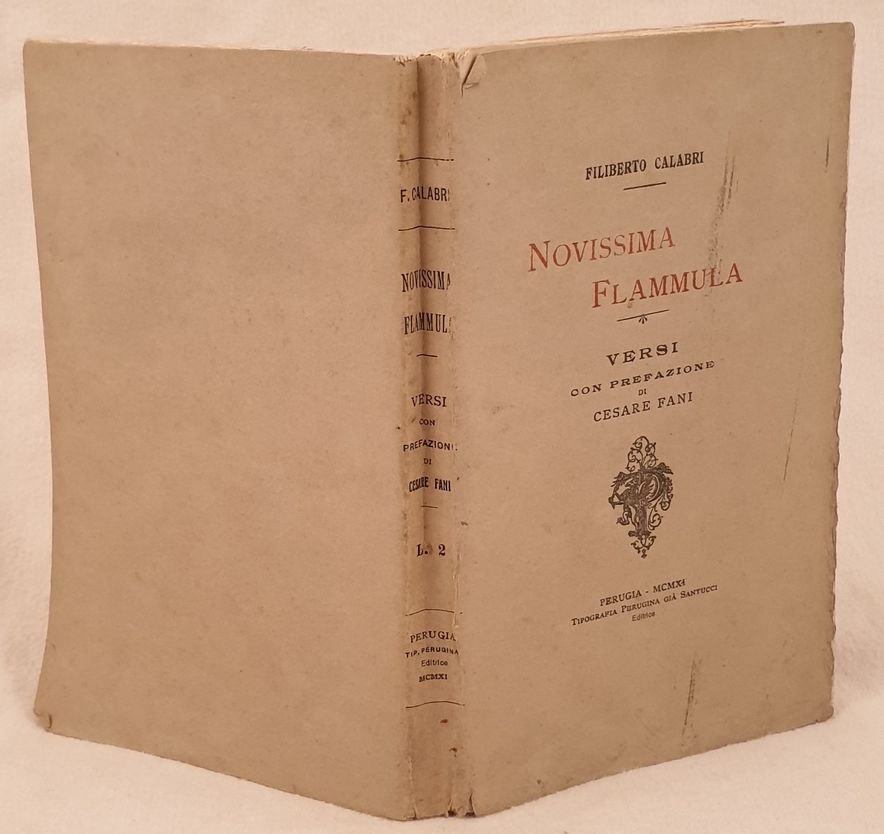 F. CALABRI
NOVISSIMA
FLAMMULA
VERSI
CON
PREFAZIONE
DI
CESARE FANI
L. 2
PERUGIA
TIP. PERUGINA
Editrice
MCMXI
FILIBERTO CALABRI
NOVISSIMA
FLAMMULA
VERSI
CON PREFAZIONE
DI
CESARE FANI
PERUGIA - MCMXI
TIPOGRAFIA PERUGINA GIÀ SANTUCCI
Editrice